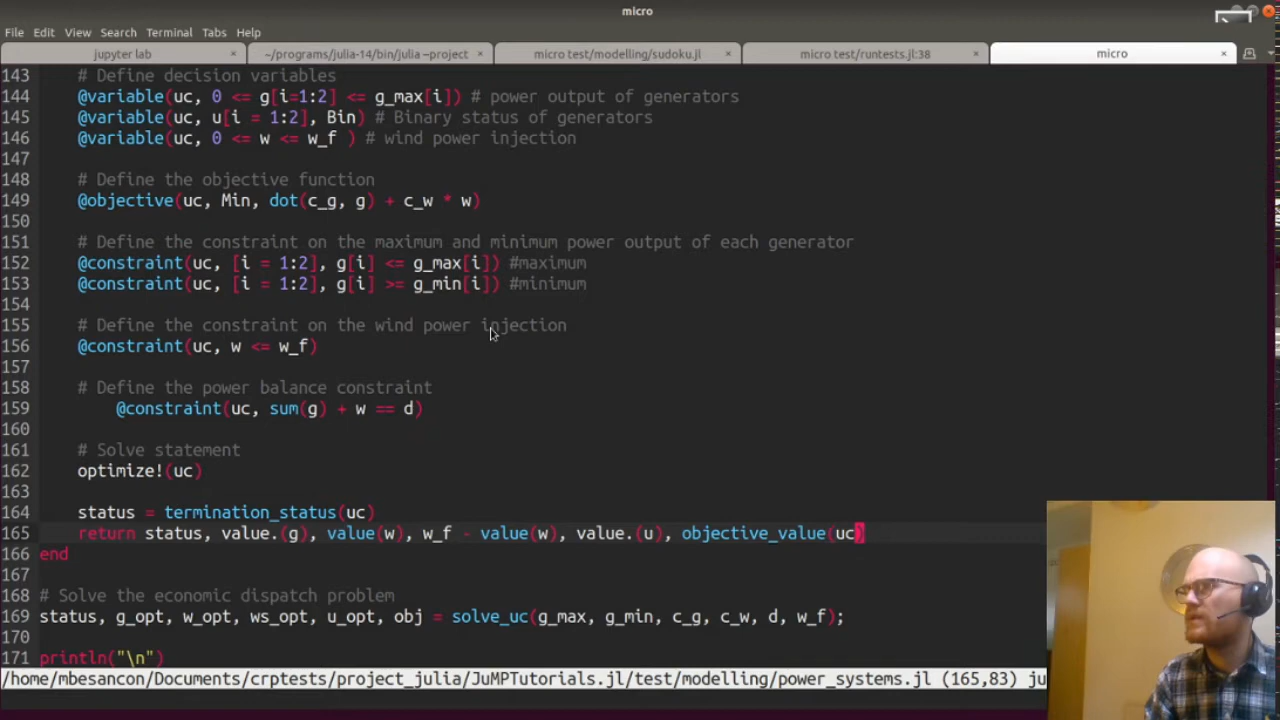 micro
File Edit View Search Terminal Tabs Help
jupyter lab × ~/programs/julia-14/bin/julia --project × micro test/modelling/sudoku.jl × micro test/runtests.jl:38 × micro ×
143 # Define decision variables
144 @variable(uc, 0 <= g[i=1:2] <= g_max[i]) # power output of generators
145 @variable(uc, u[i = 1:2], Bin) # Binary status of generators
146 @variable(uc, 0 <= w <= w_f ) # wind power injection
147
148 # Define the objective function
149 @objective(uc, Min, dot(c_g, g) + c_w * w)
150
151 # Define the constraint on the maximum and minimum power output of each generator
152 @constraint(uc, [i = 1:2], g[i] <= g_max[i]) #maximum
153 @constraint(uc, [i = 1:2], g[i] >= g_min[i]) #minimum
154
155 # Define the constraint on the wind power injection
156 @constraint(uc, w <= w_f)
157
158 # Define the power balance constraint
159 @constraint(uc, sum(g) + w == d)
160
161 # Solve statement
162 optimize!(uc)
163
164 status = termination_status(uc)
165 return status, value.(g), value(w), w_f - value(w), value.(u), objective_value(uc)
166 end
167
168 # Solve the economic dispatch problem
169 status, g_opt, w_opt, ws_opt, u_opt, obj = solve_uc(g_max, g_min, c_g, c_w, d, w_f);
170
171 println("\n")
/home/mbesancon/Documents/crptests/project_julia/JuMPTutorials.jl/test/modelling/power_systems.jl (165,83) ju